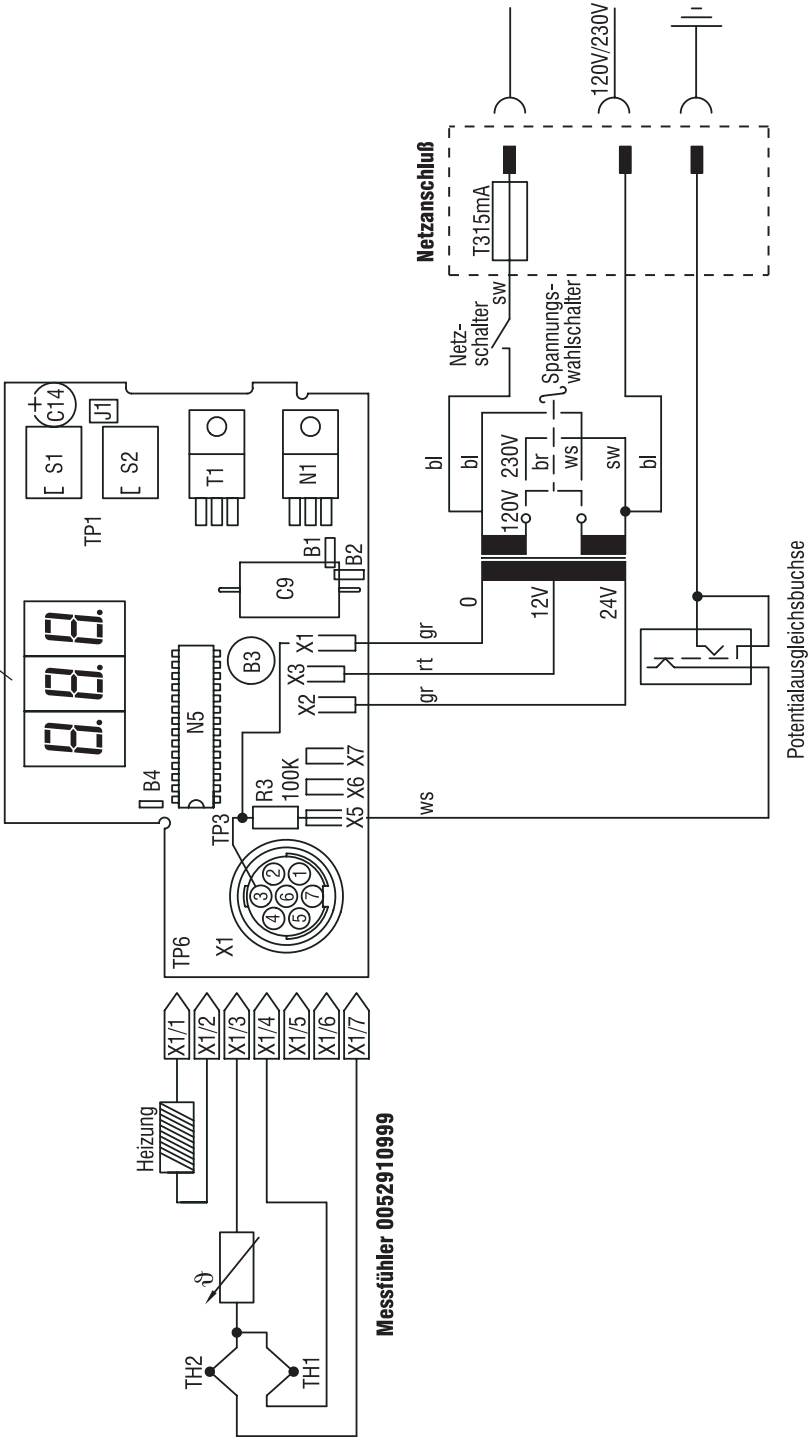 120V/230V
Netzanschluß
T315mA
sw
Netz-
schalter
Spannungs-
wahlschalter
bl
bl
120V 230V
br
ws
sw
bl
0
12V
24V
gr
rt
gr
ws
Potentialausgleichsbuchse
C14
+
J1
S1
S2
TP1
T1
N1
B1
B2
C9
8.8.8.
N5
B3
B4
X1
X3
X2
X7
X6
X5
R3
100K
TP3
TP6
X1
1
2
3
4
5
6
7
X1/1
X1/2
X1/3
X1/4
X1/5
X1/6
X1/7
Heizung
ϑ
TH2
TH1
Messfühler 0052910999